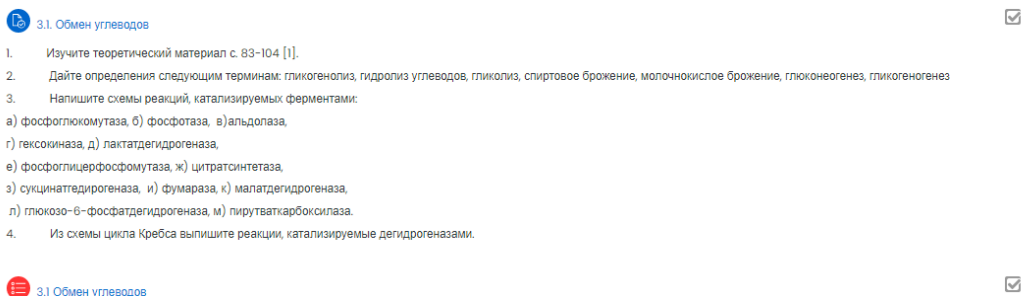 3.1. Обмен углеводов
1. Изучите теоретический материал с. 83-104 [1].
2. Дайте определения следующим терминам: гликогенолиз, гидролиз углеводов, гликолиз, спиртовое брожение, молочнокислое брожение, глюконеогенез, гликогеногенез
3. Напишите схемы реакций, катализируемых ферментами:
а) фосфоглюкомутаза, б) фосфотаза, в)альдолаза,
г) гексокиназа, д) лактатдегидрогеназа,
е) фосфоглицерфосфомутаза, ж) цитратсинтетаза,
з) сукцинатгедирогеназа, и) фумараза, к) малатдегидрогеназа,
л) глюкозо-6-фосфатдегидрогеназа, м) пирутваткарбоксилаза.
4. Из схемы цикла Кребса выпишите реакции, катализируемые дегидрогеназами.
3.1 Обмен углеводов